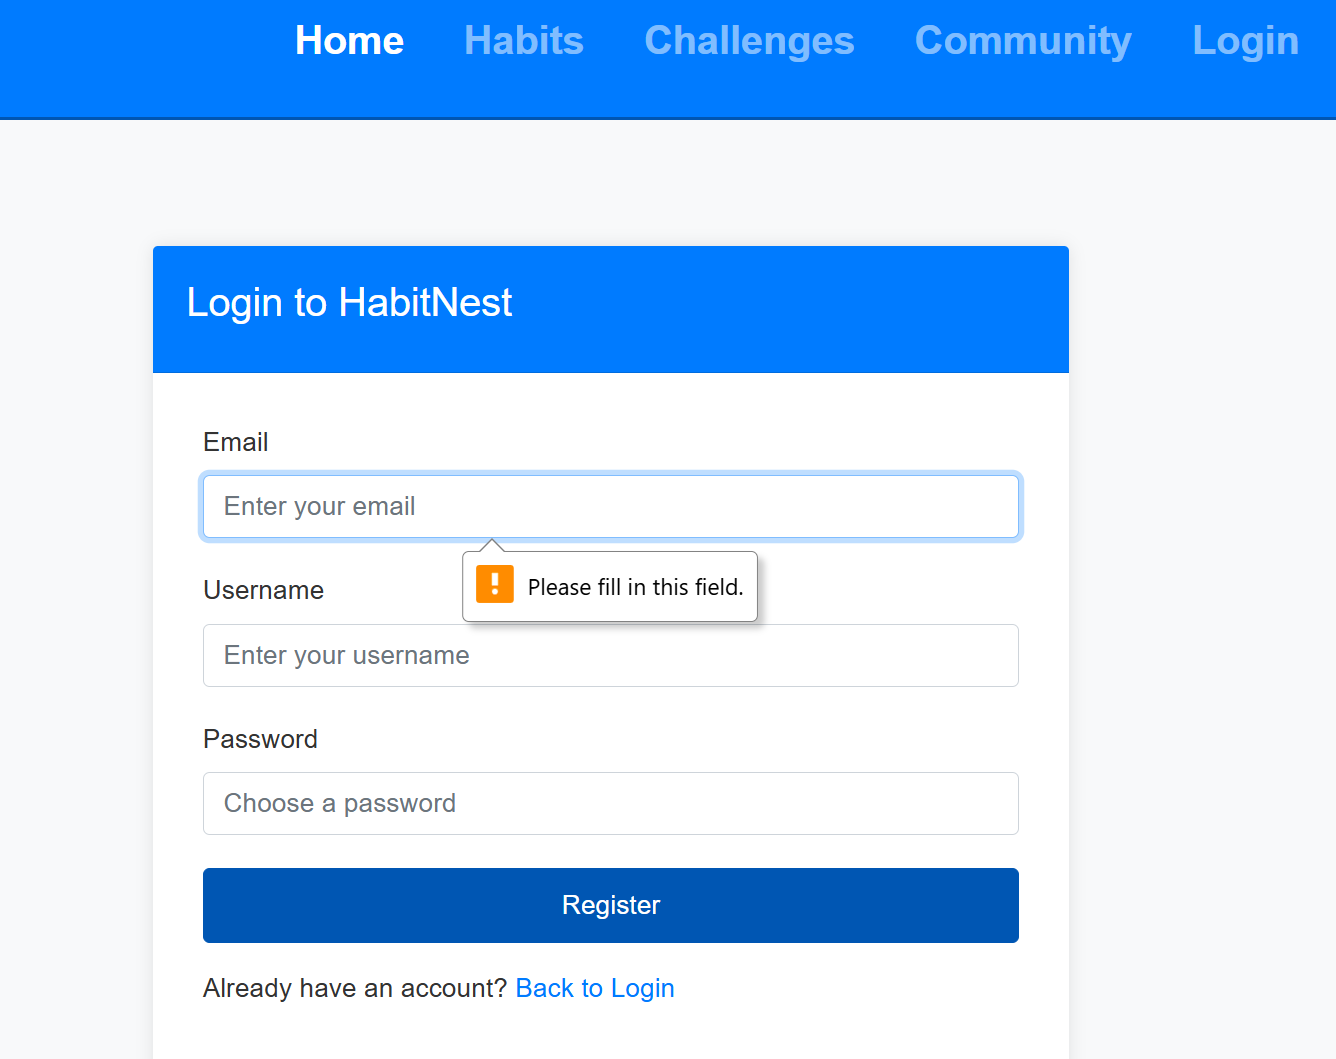 Home Habits Challenges Community Login
Login to HabitNest
Email
Enter your email
Please fill in this field.
Username
Enter your username
Password
Choose a password
Register
Already have an account? Back to Login